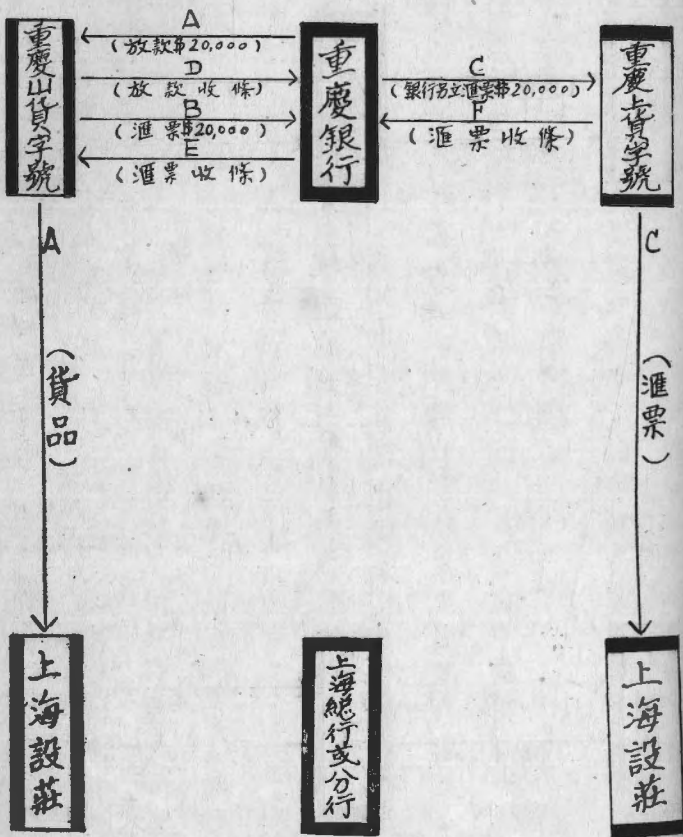 A
(放款$20,000)
D
(放款收條)
B
(滙票$20,000)
E
(滙票收條)
重慶山貨字號
重慶銀行
C
(銀行另立滙票$20,000)
F
(滙票收條)
重慶上貨字號
A
(貨品)
C
(滙票)
上海設莊
上海總行或分行
上海設莊